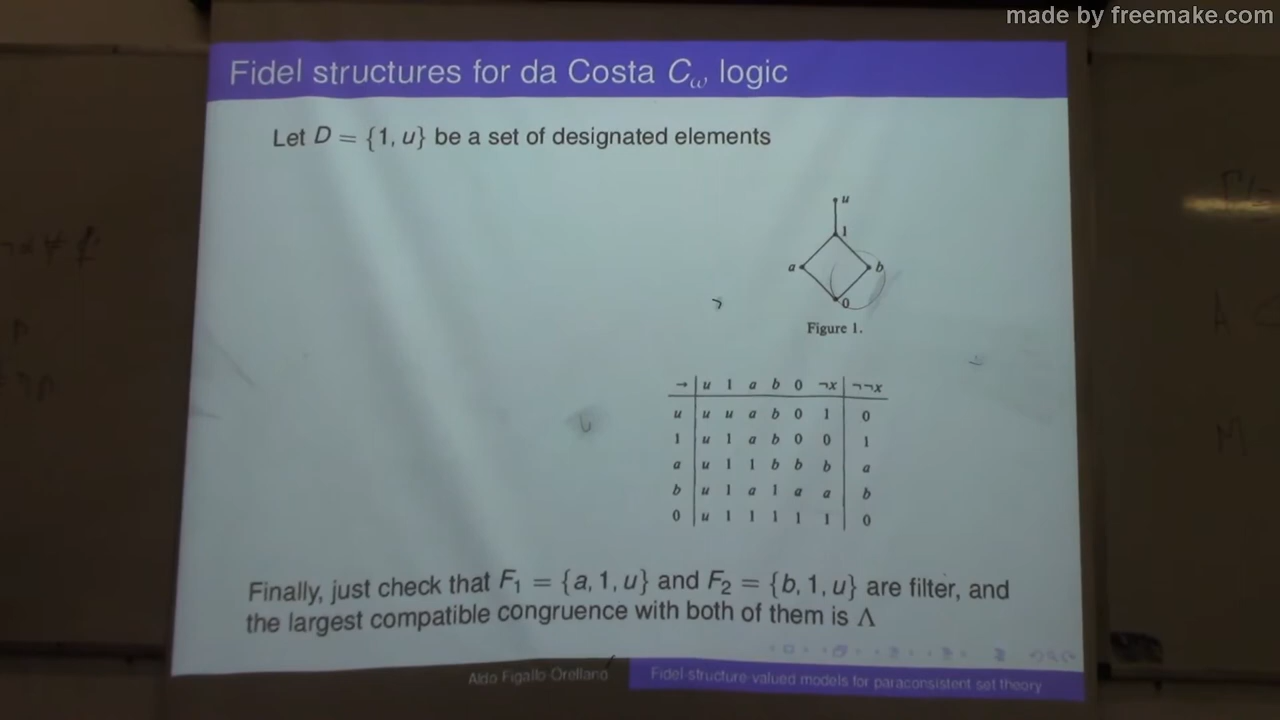 made by freemake.com
Fidel structures for da Costa Cω logic
Let D = {1, u} be a set of designated elements
u
1
a
b
0
Figure 1.
→ u 1 a b 0 ¬x ¬¬x
u u u a b 0 1 0
1 u 1 a b 0 0 1
a u 1 1 b b b a
b u 1 a 1 a a b
0 u 1 1 1 1 1 0
Finally, just check that F₁ = {a, 1, u} and F₂ = {b, 1, u} are filter, and
the largest compatible congruence with both of them is Λ
Aldo Figallo Orellano
Fidel structure-valued models for paraconsistent set theory